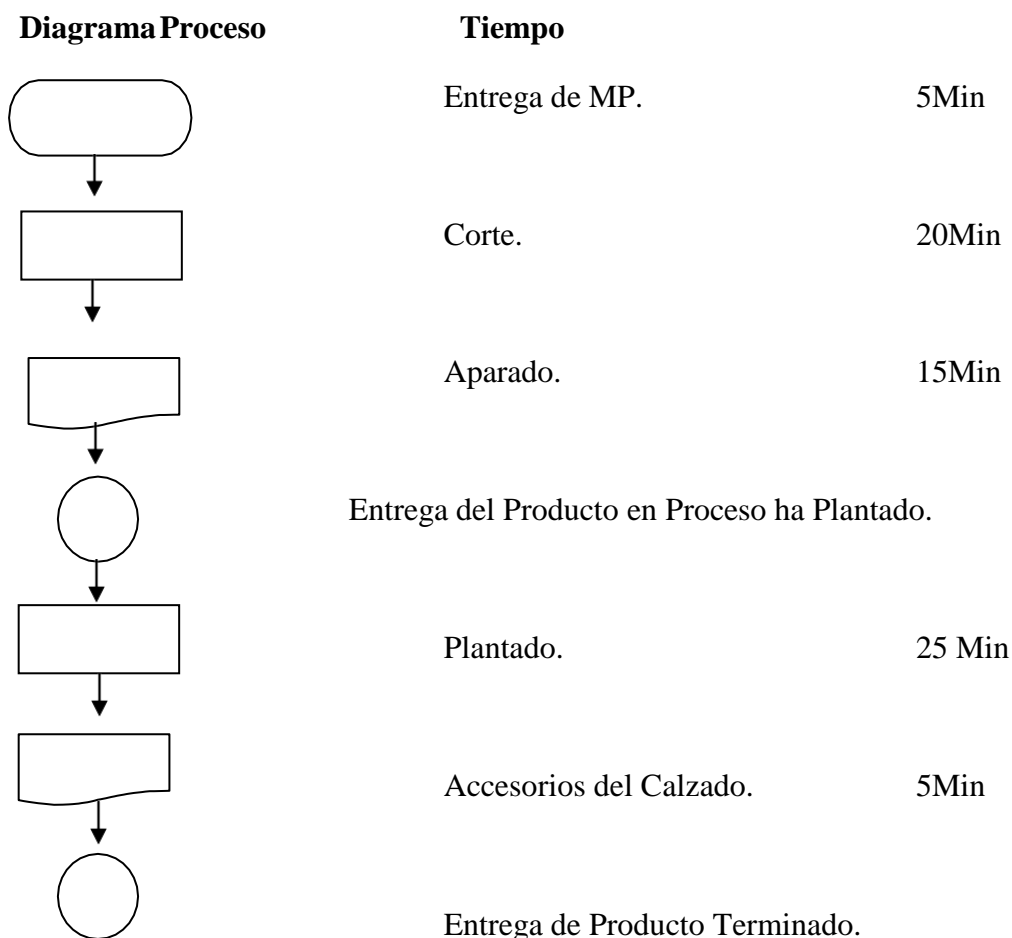 Diagrama Proceso Tiempo
Entrega de MP. 5Min
Corte. 20Min
Aparado. 15Min
Entrega del Producto en Proceso ha Plantado.
Plantado. 25 Min
Accesorios del Calzado. 5Min
Entrega de Producto Terminado.